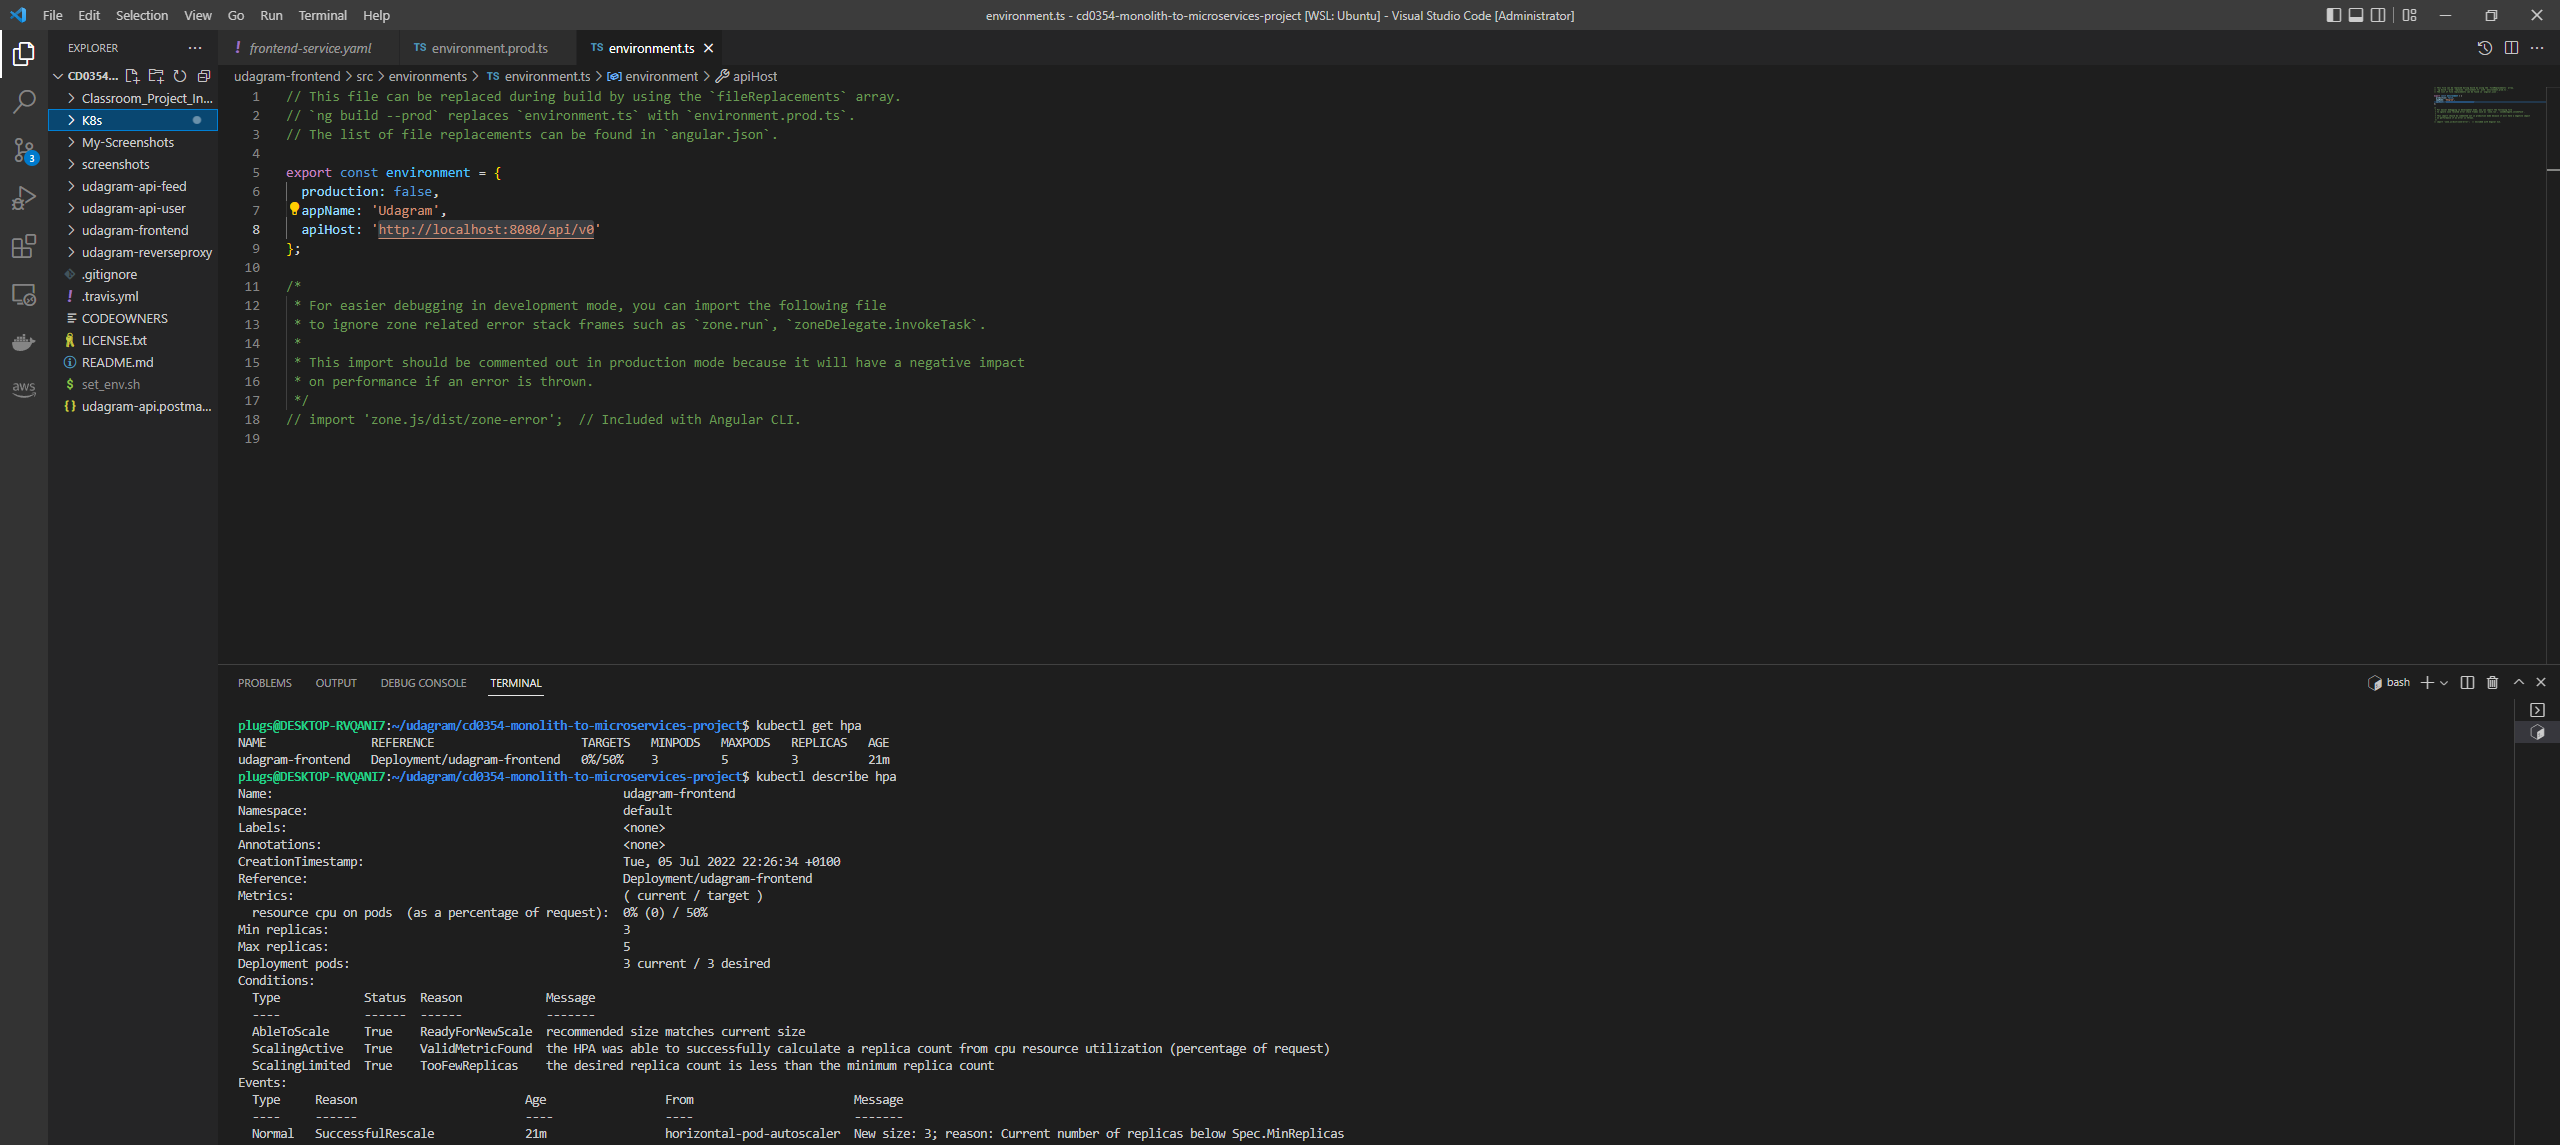 File Edit Selection View Go Run Terminal Help
environment.ts - cd0354-monolith-to-microservices-project [WSL: Ubuntu] - Visual Studio Code [Administrator]
EXPLORER
CD0354...
Classroom_Project_In...
K8s
My-Screenshots
screenshots
udagram-api-feed
udagram-api-user
udagram-frontend
udagram-reverseproxy
.gitignore
.travis.yml
CODEOWNERS
LICENSE.txt
README.md
set_env.sh
udagram-api.postma...
3
aws
frontend-service.yaml
TS environment.prod.ts
TS environment.ts
udagram-frontend > src > environments > TS environment.ts > environment > apiHost
1 // This file can be replaced during build by using the `fileReplacements` array.
2 // `ng build --prod` replaces `environment.ts` with `environment.prod.ts`.
3 // The list of file replacements can be found in `angular.json`.
4
5 export const environment = {
6 production: false,
7 appName: 'Udagram',
8 apiHost: 'http://localhost:8080/api/v0'
9 };
10
11 /*
12 * For easier debugging in development mode, you can import the following file
13 * to ignore zone related error stack frames such as `zone.run`, `zoneDelegate.invokeTask`.
14 *
15 * This import should be commented out in production mode because it will have a negative impact
16 * on performance if an error is thrown.
17 */
18 // import 'zone.js/dist/zone-error';  // Included with Angular CLI.
19
PROBLEMS OUTPUT DEBUG CONSOLE TERMINAL
bash
plugs@DESKTOP-RVQANI7:~/udagram/cd0354-monolith-to-microservices-project$ kubectl get hpa
NAME REFERENCE TARGETS MINPODS MAXPODS REPLICAS AGE
udagram-frontend Deployment/udagram-frontend 0%/50% 3 5 3 21m
plugs@DESKTOP-RVQANI7:~/udagram/cd0354-monolith-to-microservices-project$ kubectl describe hpa
Name: udagram-frontend
Namespace: default
Labels: <none>
Annotations: <none>
CreationTimestamp: Tue, 05 Jul 2022 22:26:34 +0100
Reference: Deployment/udagram-frontend
Metrics: ( current / target )
resource cpu on pods (as a percentage of request): 0% (0) / 50%
Min replicas: 3
Max replicas: 5
Deployment pods: 3 current / 3 desired
Conditions:
Type Status Reason Message
---- ------ ------ -------
AbleToScale True ReadyForNewScale recommended size matches current size
ScalingActive True ValidMetricFound the HPA was able to successfully calculate a replica count from cpu resource utilization (percentage of request)
ScalingLimited True TooFewReplicas the desired replica count is less than the minimum replica count
Events:
Type Reason Age From Message
---- ------ ---- ---- -------
Normal SuccessfulRescale 21m horizontal-pod-autoscaler New size: 3; reason: Current number of replicas below Spec.MinReplicas